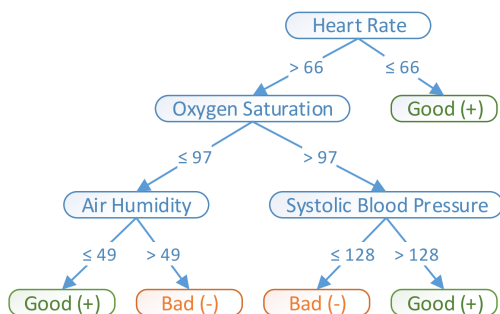 Heart Rate
> 66
≤ 66
Oxygen Saturation
Good (+)
≤ 97
> 97
Air Humidity
Systolic Blood Pressure
≤ 49
> 49
≤ 128
> 128
Good (+)
Bad (-)
Bad (-)
Good (+)